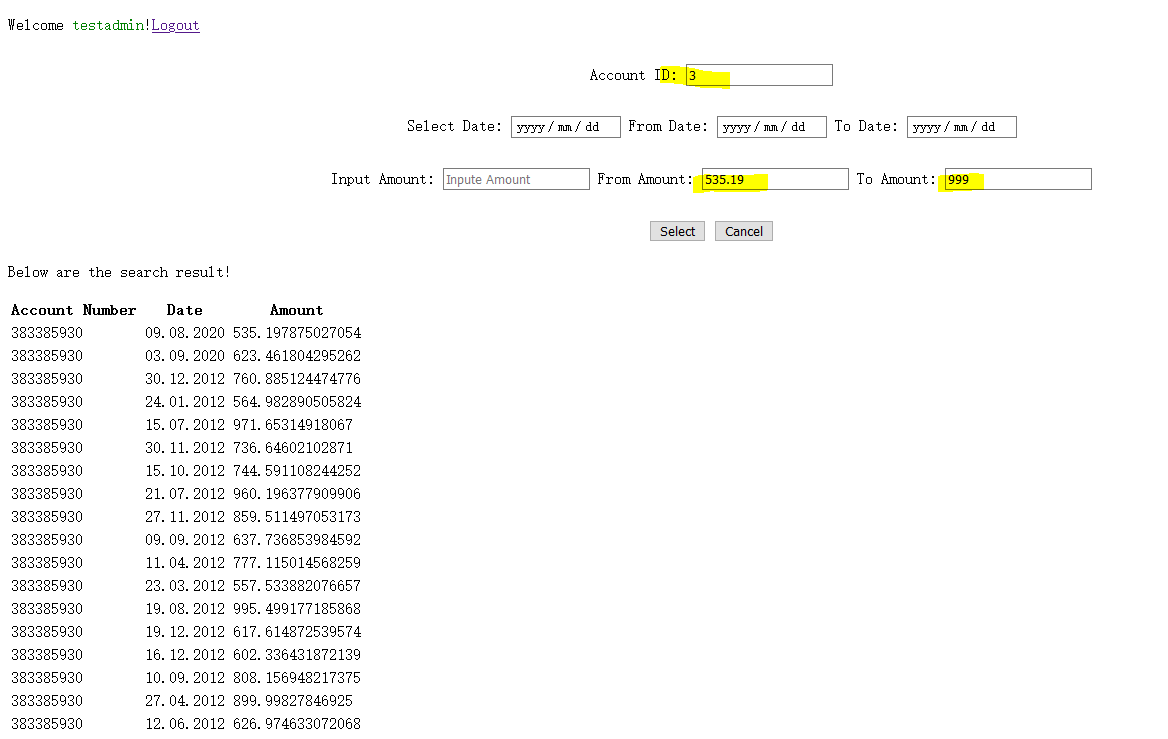 Welcome testadmin!Logout
Account ID: 3
Select Date: yyyy/mm/dd From Date: yyyy/mm/dd To Date: yyyy/mm/dd
Input Amount: Inpute Amount From Amount: 535.19 To Amount: 999
Select Cancel
Below are the search result!
Account Number Date Amount
383385930 09.08.2020 535.197875027054
383385930 03.09.2020 623.461804295262
383385930 30.12.2012 760.885124474776
383385930 24.01.2012 564.982890505824
383385930 15.07.2012 971.65314918067
383385930 30.11.2012 736.64602102871
383385930 15.10.2012 744.591108244252
383385930 21.07.2012 960.196377909906
383385930 27.11.2012 859.511497053173
383385930 09.09.2012 637.736853984592
383385930 11.04.2012 777.115014568259
383385930 23.03.2012 557.533882076657
383385930 19.08.2012 995.499177185868
383385930 19.12.2012 617.614872539574
383385930 16.12.2012 602.336431872139
383385930 10.09.2012 808.156948217375
383385930 27.04.2012 899.99827846925
383385930 12.06.2012 626.974633072068